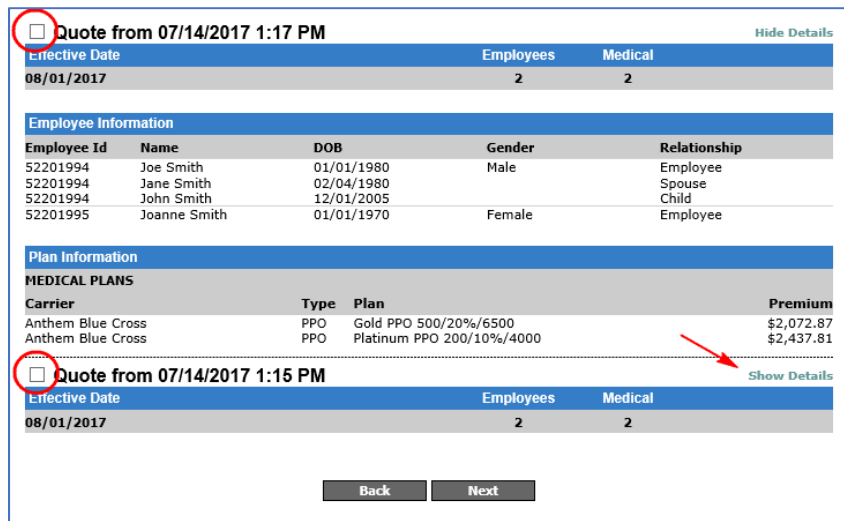 Quote from 07/14/2017 1:17 PM Hide Details
Effective Date Employees Medical
08/01/2017 2 2
Employee Information
Employee Id Name DOB Gender Relationship
52201994 Joe Smith 01/01/1980 Male Employee
52201994 Jane Smith 02/04/1980 Spouse
52201994 John Smith 12/01/2005 Child
52201995 Joanne Smith 01/01/1970 Female Employee
Plan Information
MEDICAL PLANS
Carrier Type Plan Premium
Anthem Blue Cross PPO Gold PPO 500/20%/6500 $2,072.87
Anthem Blue Cross PPO Platinum PPO 200/10%/4000 $2,437.81
Quote from 07/14/2017 1:15 PM Show Details
Effective Date Employees Medical
08/01/2017 2 2
Back Next